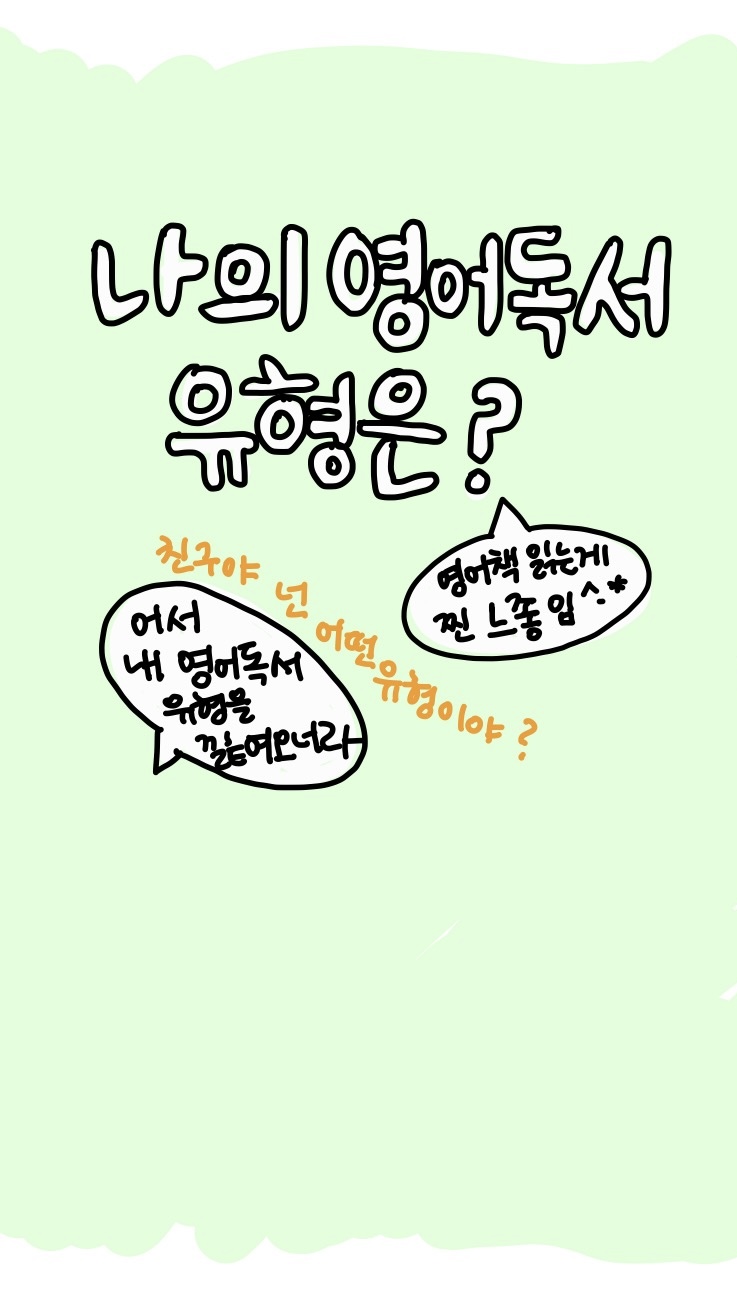 나의 영어독서
유형은?
영어책 읽는게
찐 느좋임^.*
친구야 넌 어떤유형이야?
어서
내 영어독서
유형을
끓여오너라